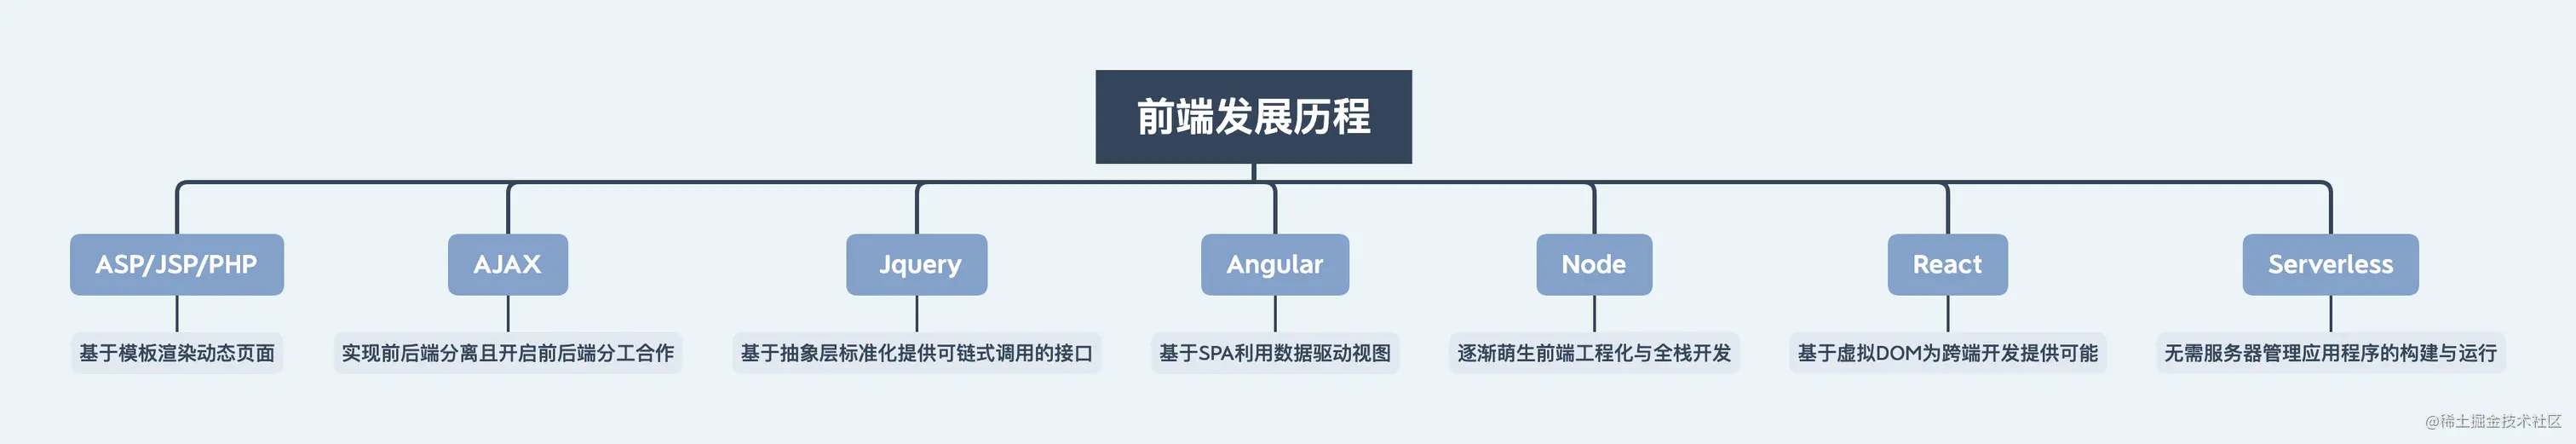 前端发展历程
ASP/JSP/PHP
AJAX
Jquery
Angular
Node
React
Serverless
基于模板渲染动态页面
实现前后端分离且开启前后端分工合作
基于抽象层标准化提供可链式调用的接口
基于SPA利用数据驱动视图
逐渐萌生前端工程化与全栈开发
基于虚拟DOM为跨端开发提供可能
无需服务器管理应用程序的构建与运行
@稀土掘金技术社区